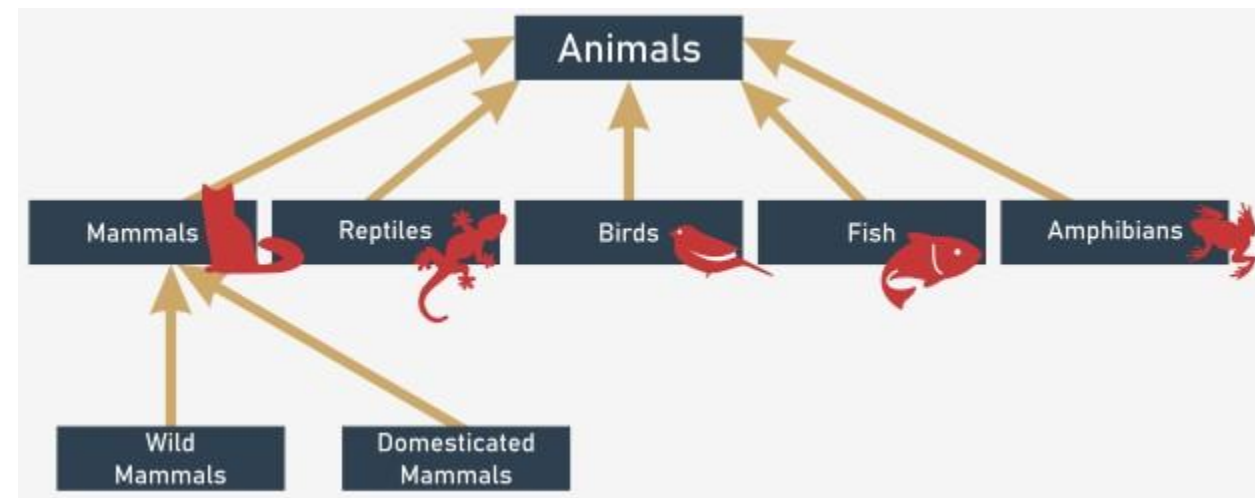 Animals
Mammals
Reptiles
Birds
Fish
Amphibians
Wild
Mammals
Domesticated
Mammals